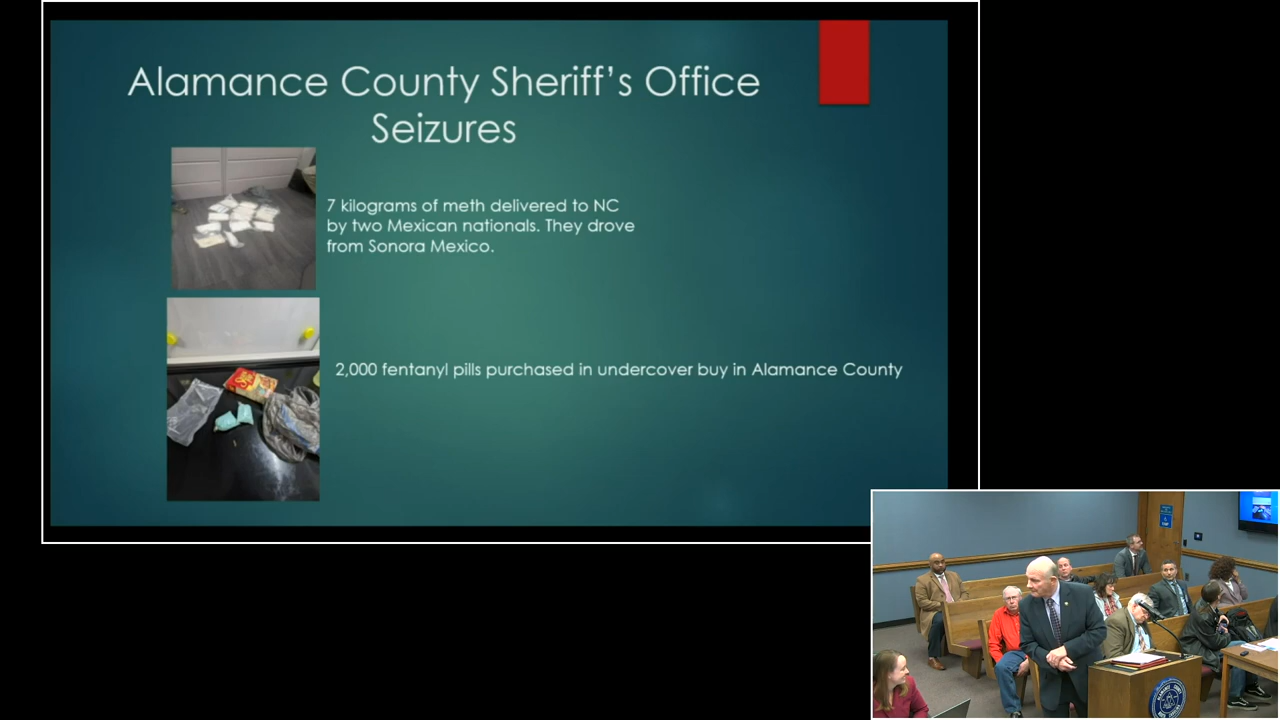 Alamance County Sheriff's Office
Seizures
7 kilograms of meth delivered to NC
by two Mexican nationals. They drove
from Sonora Mexico.
2,000 fentanyl pills purchased in undercover buy in Alamance County